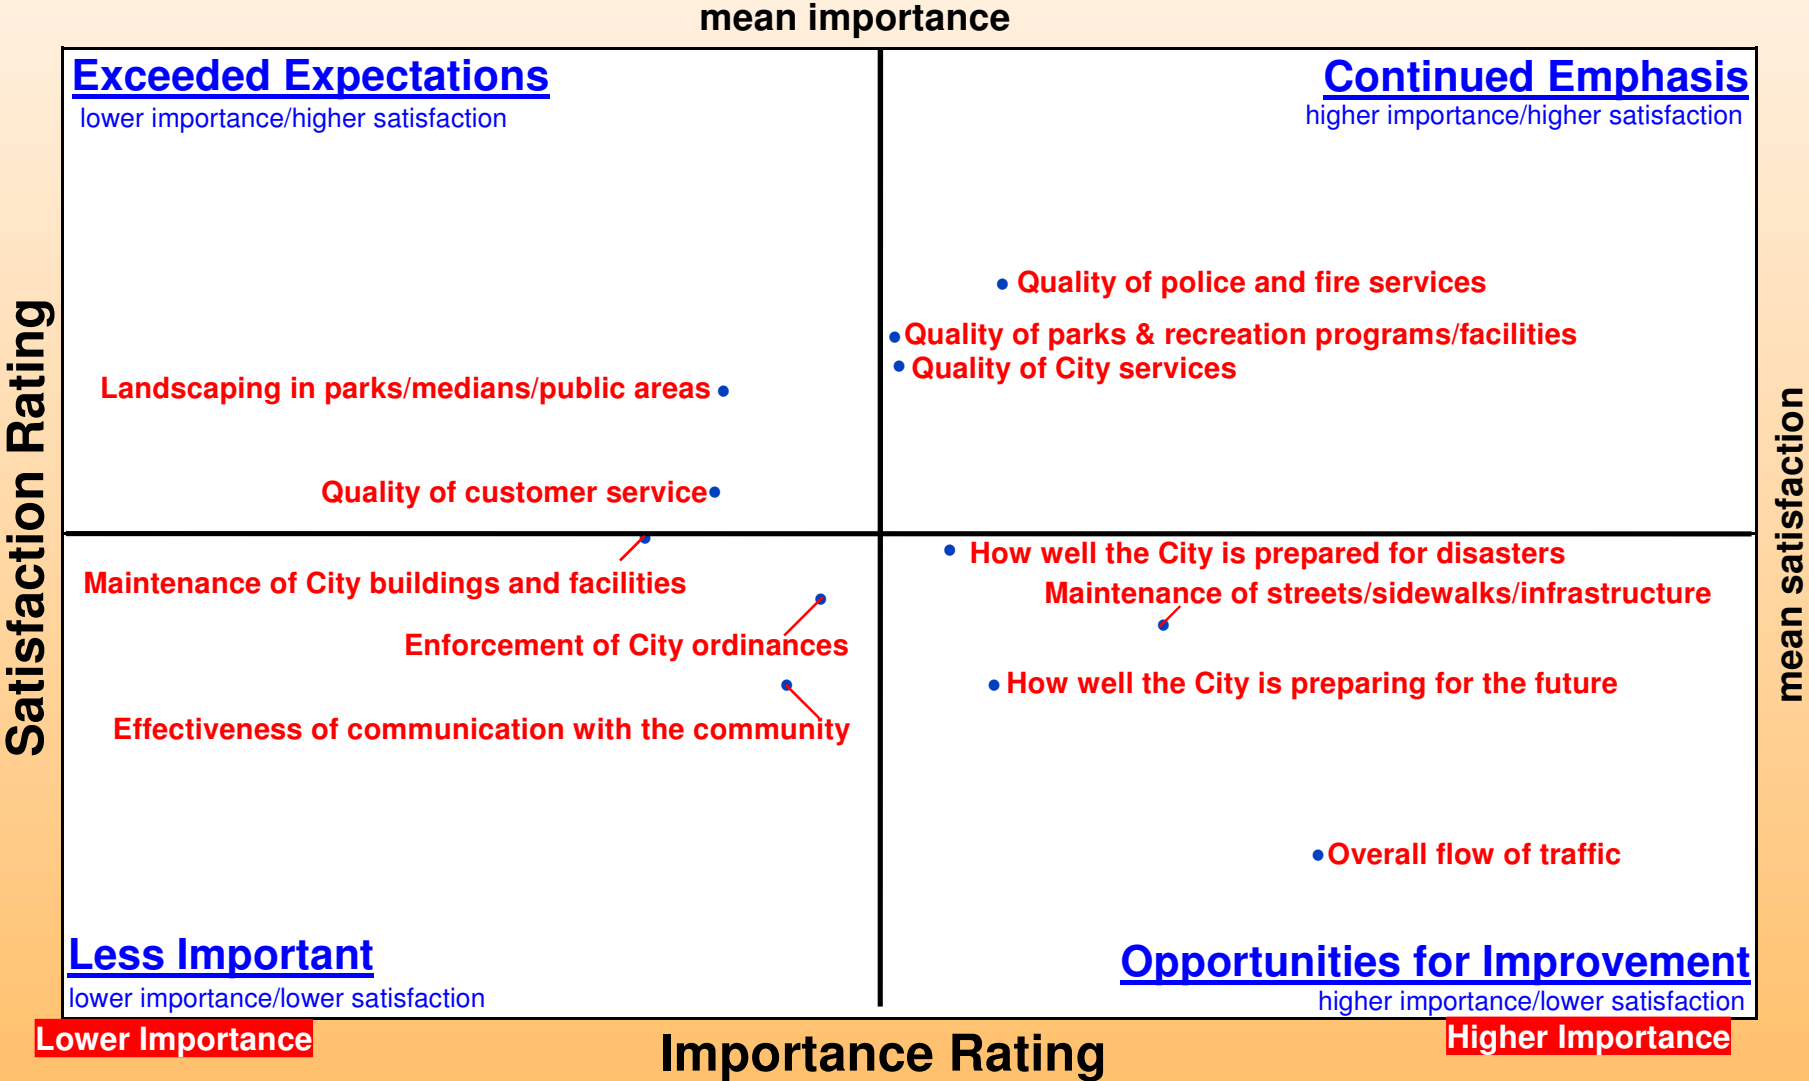 mean importance
Exceeded Expectations
lower importance/higher satisfaction
Continued Emphasis
higher importance/higher satisfaction
Quality of police and fire services
Quality of parks & recreation programs/facilities
Quality of City services
Landscaping in parks/medians/public areas
Quality of customer service
Satisfaction Rating
mean satisfaction
How well the City is prepared for disasters
Maintenance of City buildings and facilities
Maintenance of streets/sidewalks/infrastructure
Enforcement of City ordinances
How well the City is preparing for the future
Effectiveness of communication with the community
Overall flow of traffic
Less Important
lower importance/lower satisfaction
Opportunities for Improvement
higher importance/lower satisfaction
Lower Importance
Importance Rating
Higher Importance